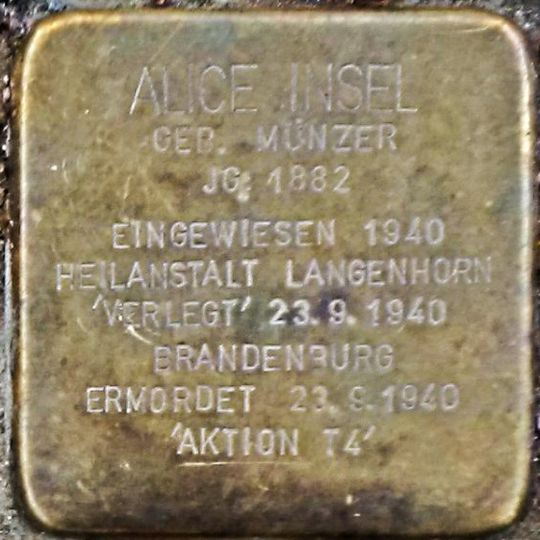 ALICE INSEL
GEB. MÜNZER
JG. 1882
EINGEWIESEN 1940
HEILANSTALT LANGENHORN
'VERLEGT' 23.9.1940
BRANDENBURG
ERMORDET 23.9.1940
'AKTION T4'